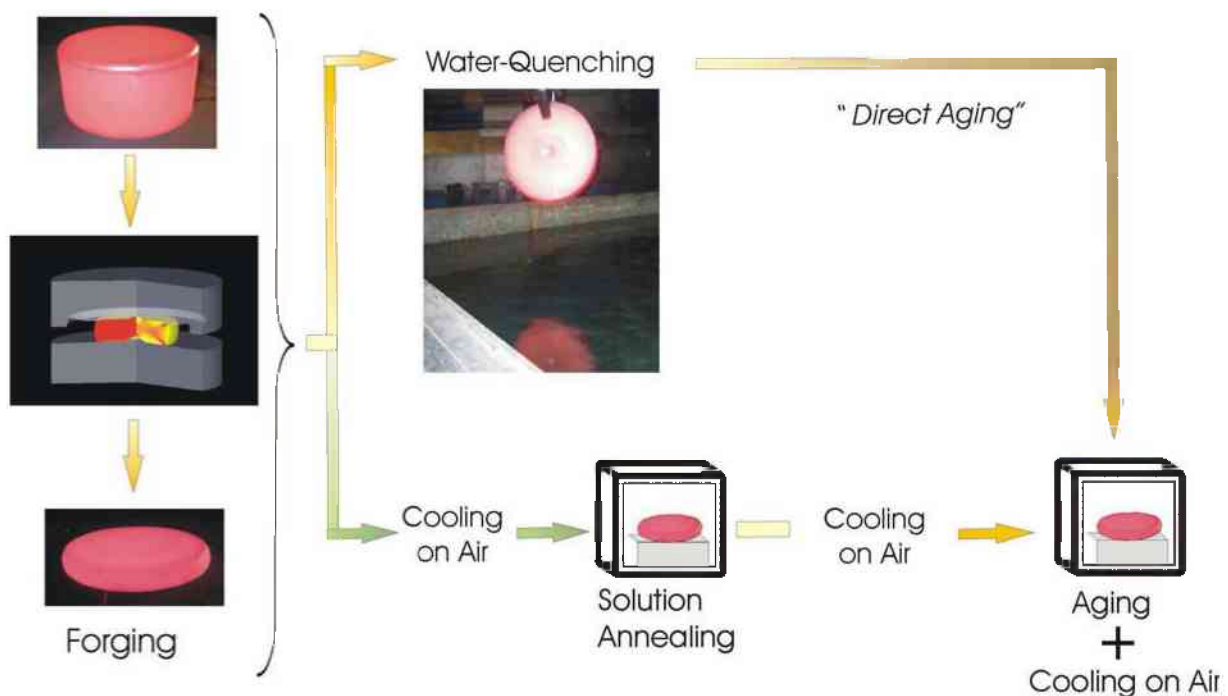 Water-Quenching
" Direct Aging"
Cooling
on Air
Cooling
on Air
Solution
Annealing
Aging
+
Cooling on Air
Forging